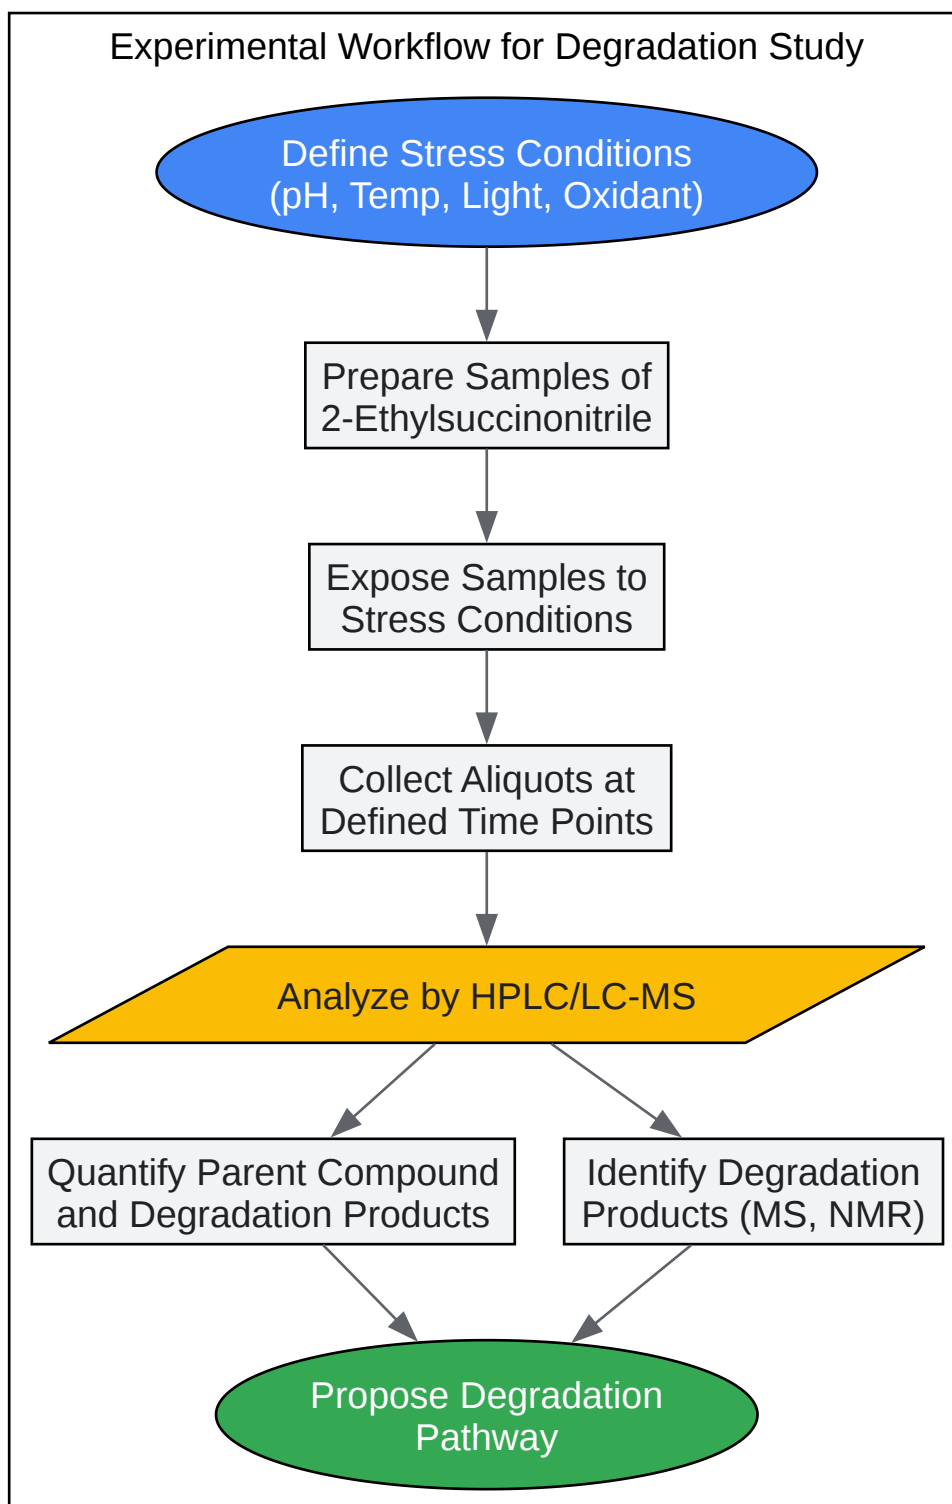 Experimental Workflow for Degradation Study
Define Stress Conditions
(pH, Temp, Light, Oxidant)
Prepare Samples of
2-Ethylsuccinonitrile
Expose Samples to
Stress Conditions
Collect Aliquots at
Defined Time Points
Analyze by HPLC/LC-MS
Quantify Parent Compound
and Degradation Products
Identify Degradation
Products (MS, NMR)
Propose Degradation
Pathway